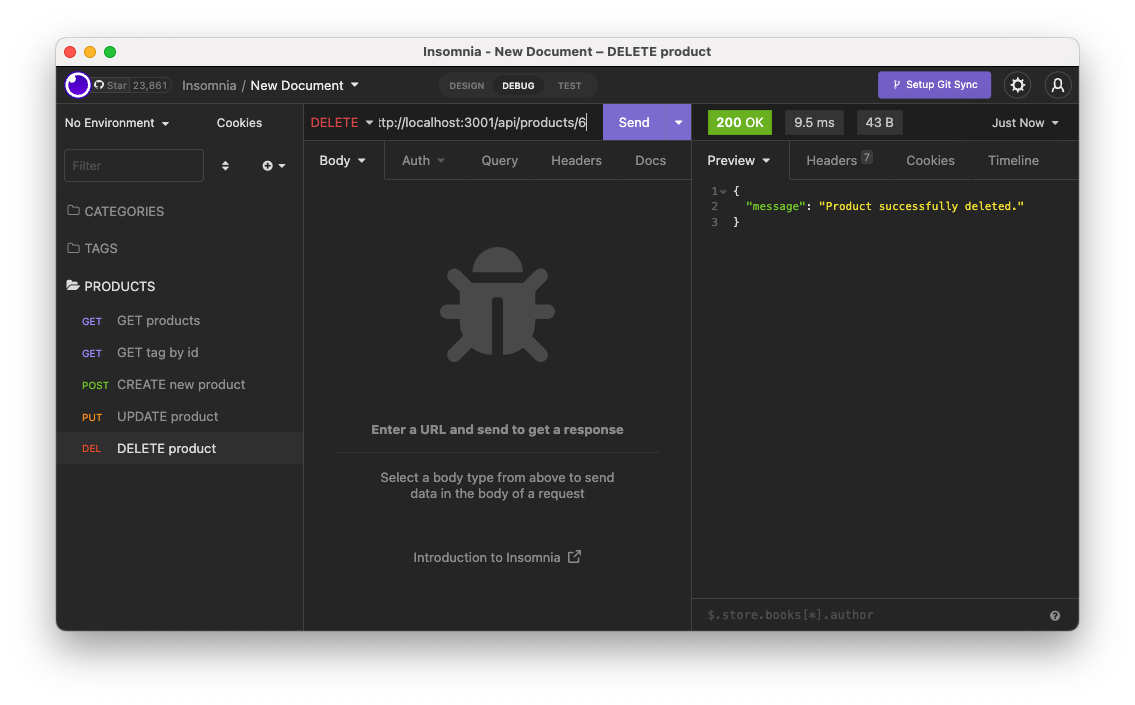 Insomnia - New Document – DELETE product
Star 23,861
Insomnia / New Document
DESIGN DEBUG TEST
Setup Git Sync
No Environment
Cookies
DELETE ttp://localhost:3001/api/products/6
Send
200 OK
9.5 ms
43 B
Just Now
Filter
Body
Auth
Query
Headers
Docs
Preview
Headers 7
Cookies
Timeline
CATEGORIES
TAGS
PRODUCTS
GET GET products
GET GET tag by id
POST CREATE new product
PUT UPDATE product
DEL DELETE product
Enter a URL and send to get a response
Select a body type from above to send
data in the body of a request
Introduction to Insomnia
1 {
2 "message": "Product successfully deleted."
3 }
$.store.books[*].author